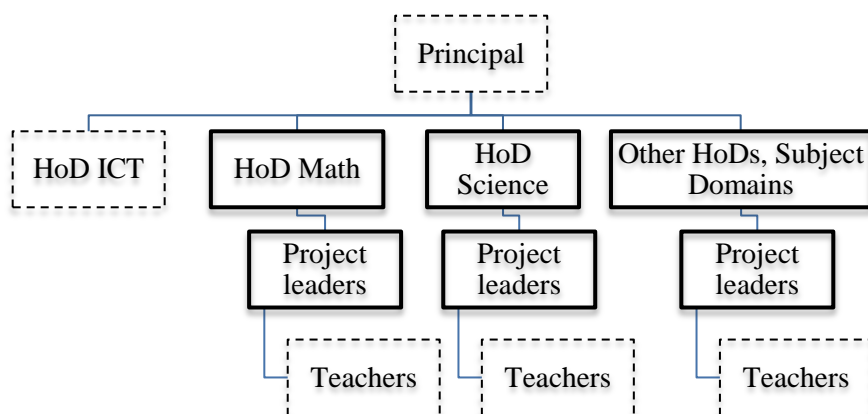 Principal
HoD ICT
HoD Math
HoD
Science
Other HoDs, Subject
Domains
Project
leaders
Project
leaders
Project
leaders
Teachers
Teachers
Teachers